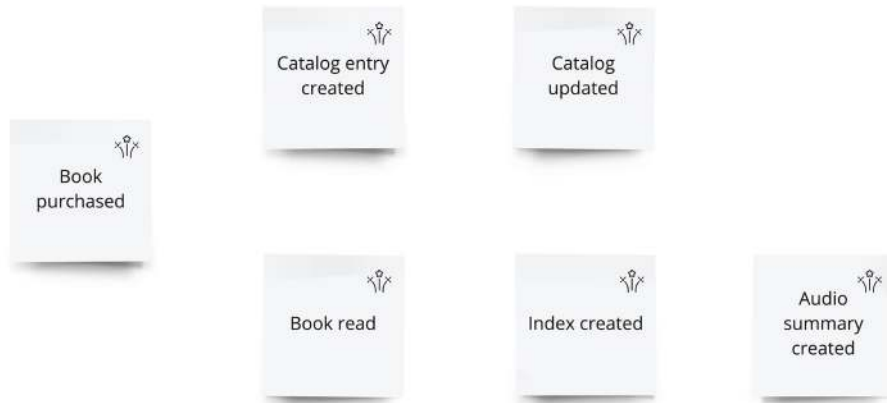 Catalog entry
created
Catalog
updated
Book
purchased
Book read
Index created
Audio
summary
created